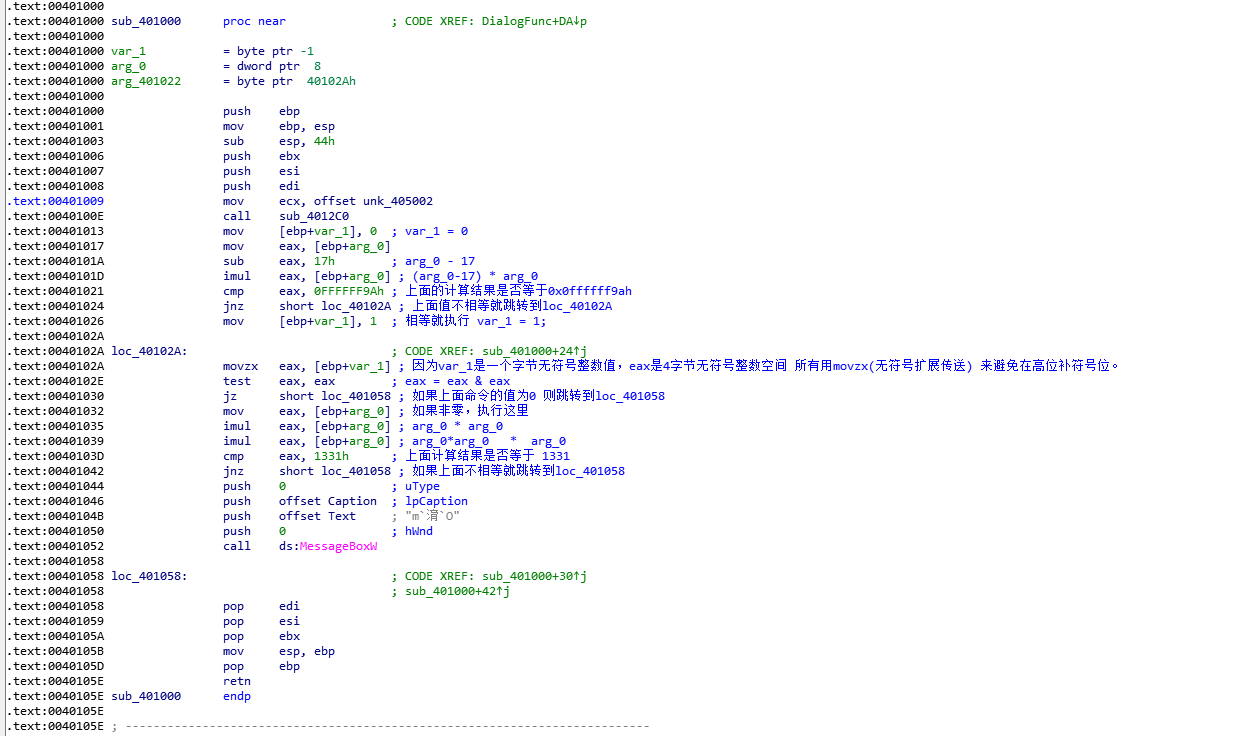 .text:00401000
.text:00401000 sub_401000      proc near               ; CODE XREF: DialogFunc+DA↓p
.text:00401000
.text:00401000 var_1           = byte ptr -1
.text:00401000 arg_0           = dword ptr  8
.text:00401000 arg_401022      = byte ptr  40102Ah
.text:00401000
.text:00401000                 push    ebp
.text:00401001                 mov     ebp, esp
.text:00401003                 sub     esp, 44h
.text:00401006                 push    ebx
.text:00401007                 push    esi
.text:00401008                 push    edi
.text:00401009                 mov     ecx, offset unk_405002
.text:0040100E                 call    sub_4012C0
.text:00401013                 mov     [ebp+var_1], 0  ; var_1 = 0
.text:00401017                 mov     eax, [ebp+arg_0]
.text:0040101A                 sub     eax, 17h        ; arg_0 - 17
.text:0040101D                 imul    eax, [ebp+arg_0] ; (arg_0-17) * arg_0
.text:00401021                 cmp     eax, 0FFFFFF9Ah ; 上面的计算结果是否等于0x0ffffff9ah
.text:00401024                 jnz     short loc_40102A ; 上面值不相等就跳转到loc_40102A
.text:00401026                 mov     [ebp+var_1], 1  ; 相等就执行 var_1 = 1;
.text:0040102A
.text:0040102A loc_40102A:                             ; CODE XREF: sub_401000+24↑j
.text:0040102A                 movzx   eax, [ebp+var_1] ; 因为var_1是一个字节无符号整数值，eax是4字节无符号整数空间 所有用movzx(无符号扩展传送) 来避免在高位补符号位。
.text:0040102E                 test    eax, eax        ; eax = eax & eax
.text:00401030                 jz      short loc_401058 ; 如果上面命令的值为0 则跳转到loc_401058
.text:00401032                 mov     eax, [ebp+arg_0] ; 如果非零，执行这里
.text:00401035                 imul    eax, [ebp+arg_0] ; arg_0 * arg_0
.text:00401039                 imul    eax, [ebp+arg_0] ; arg_0*arg_0   *  arg_0
.text:0040103D                 cmp     eax, 1331h      ; 上面计算结果是否等于 1331
.text:00401042                 jnz     short loc_401058 ; 如果上面不相等就跳转到loc_401058
.text:00401044                 push    0               ; uType
.text:00401046                 push    offset Caption  ; lpCaption
.text:0040104B                 push    offset Text     ; "m`淯`O"
.text:00401050                 push    0               ; hWnd
.text:00401052                 call    ds:MessageBoxW
.text:00401058
.text:00401058 loc_401058:                             ; CODE XREF: sub_401000+30↑j
.text:00401058                                         ; sub_401000+42↑j
.text:00401058                 pop     edi
.text:00401059                 pop     esi
.text:0040105A                 pop     ebx
.text:0040105B                 mov     esp, ebp
.text:0040105D                 pop     ebp
.text:0040105E                 retn
.text:0040105E sub_401000      endp
.text:0040105E
.text:0040105E ; ---------------------------------------------------------------------------